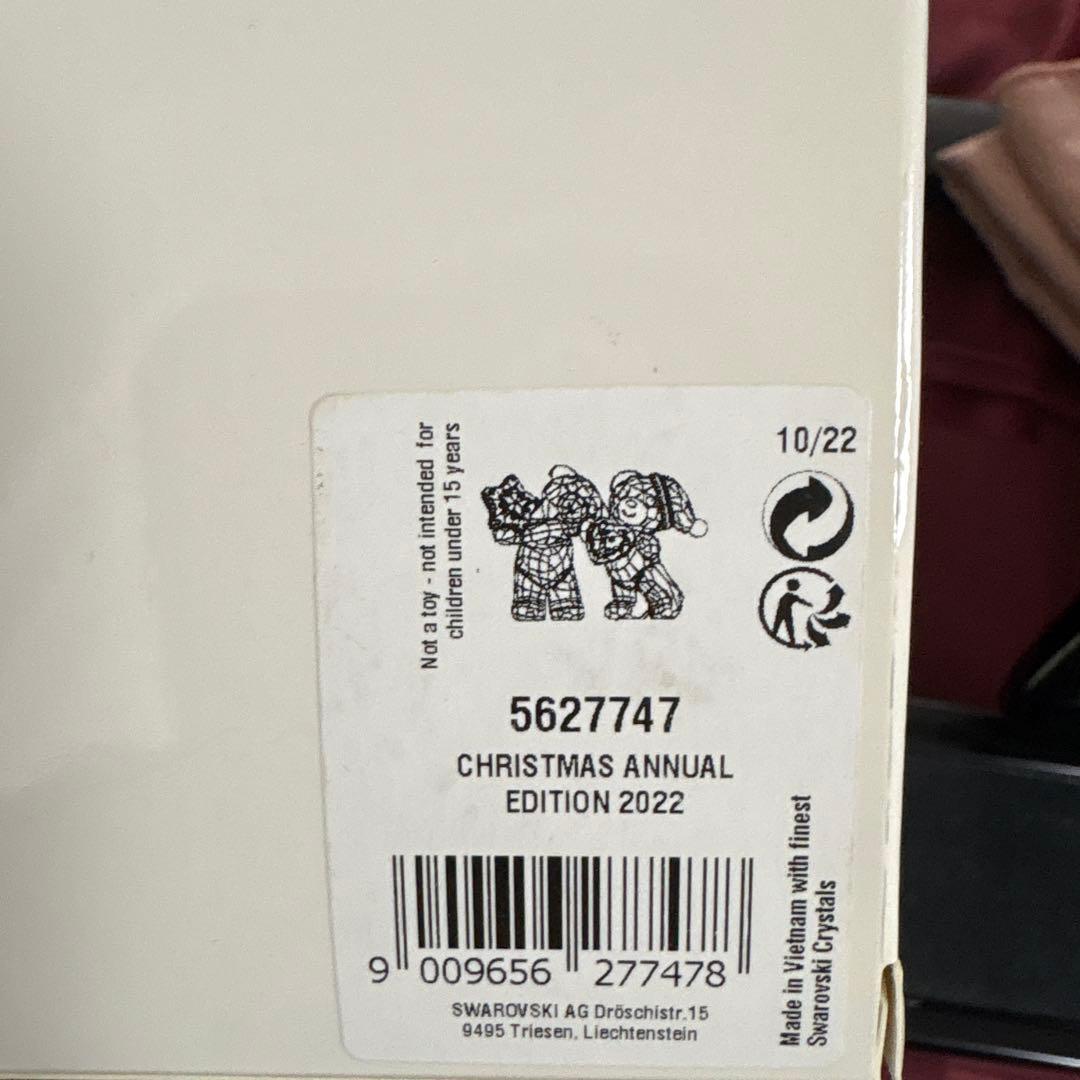 Not a toy - not intended for
children under 15 years
10/22
5627747
CHRISTMAS ANNUAL
EDITION 2022
9 009656 277478
SWAROVSKI AG Dröschistr.15
9495 Triesen, Liechtenstein
Made in Vietnam with finest
Swarovski Crystals